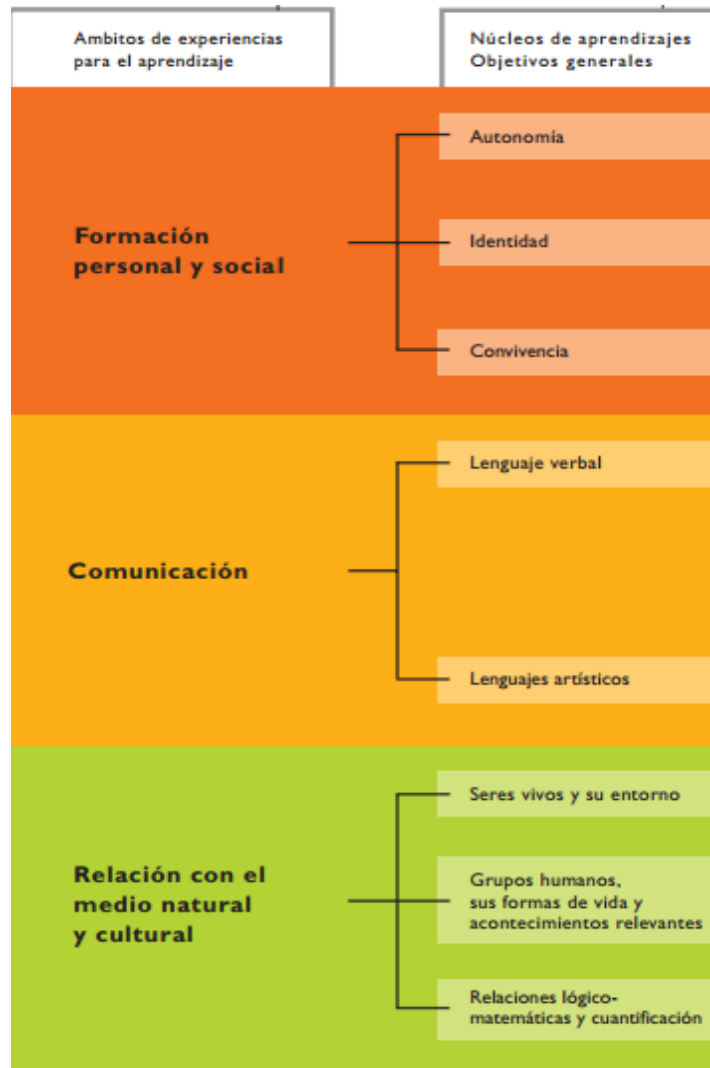 Ambitos de experiencias
para el aprendizaje
Núcleos de aprendizajes
Objetivos generales
Formación
personal y social
Autonomía
Identidad
Convivencia
Comunicación
Lenguaje verbal
Lenguajes artísticos
Relación con el
medio natural
y cultural
Seres vivos y su entorno
Grupos humanos,
sus formas de vida y
acontecimientos relevantes
Relaciones lógico-
matemáticas y cuantificación